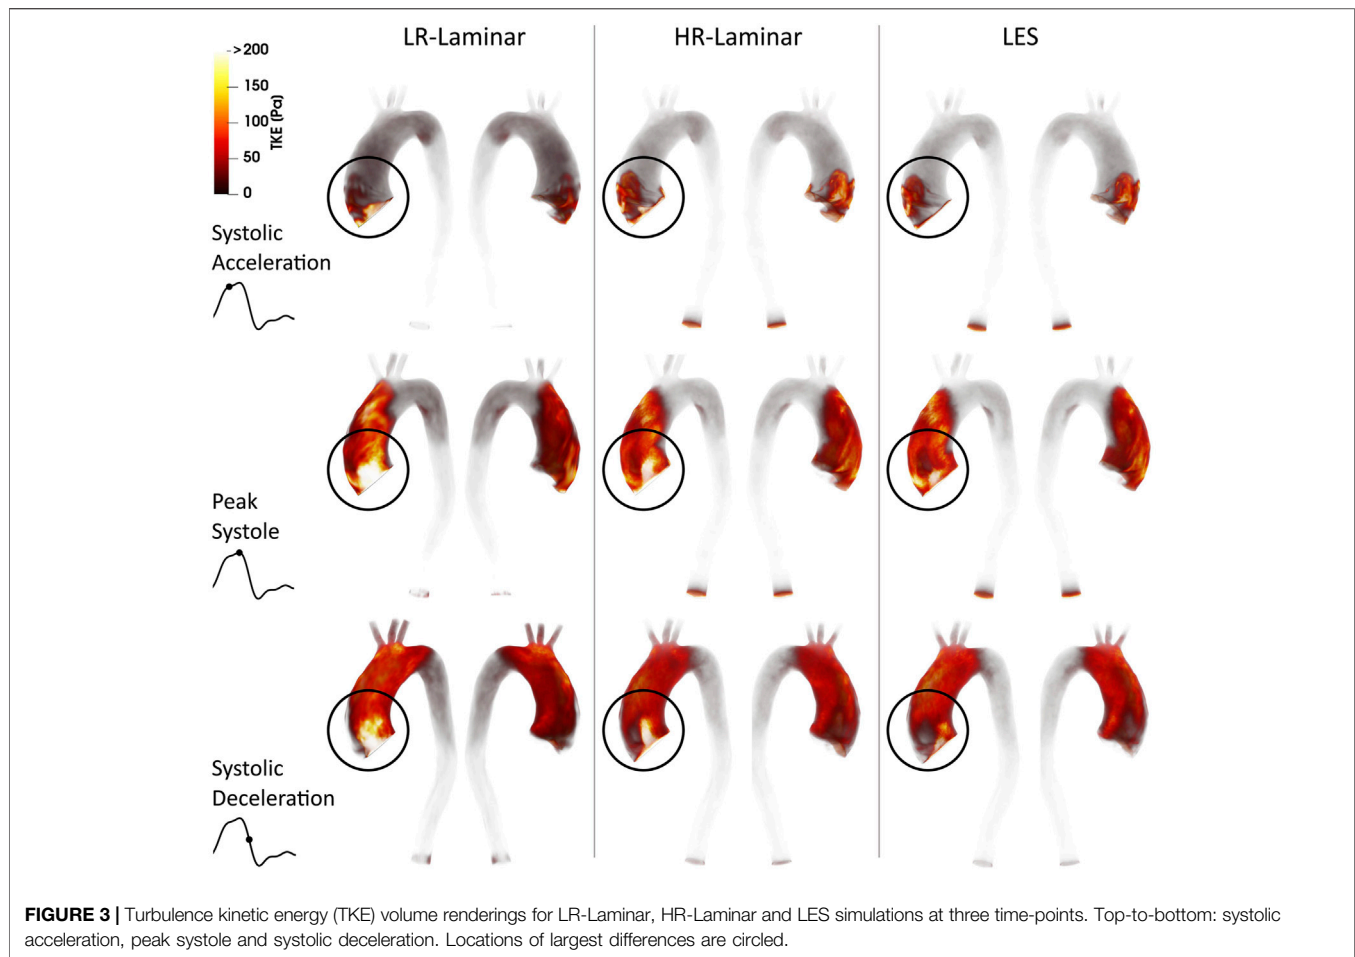 LR-Laminar
HR-Laminar
LES
>200
150
100
50
0
TKE (Pa)
Systolic
Acceleration
Peak
Systole
Systolic
Deceleration
FIGURE 3 | Turbulence kinetic energy (TKE) volume renderings for LR-Laminar, HR-Laminar and LES simulations at three time-points. Top-to-bottom: systolic
acceleration, peak systole and systolic deceleration. Locations of largest differences are circled.